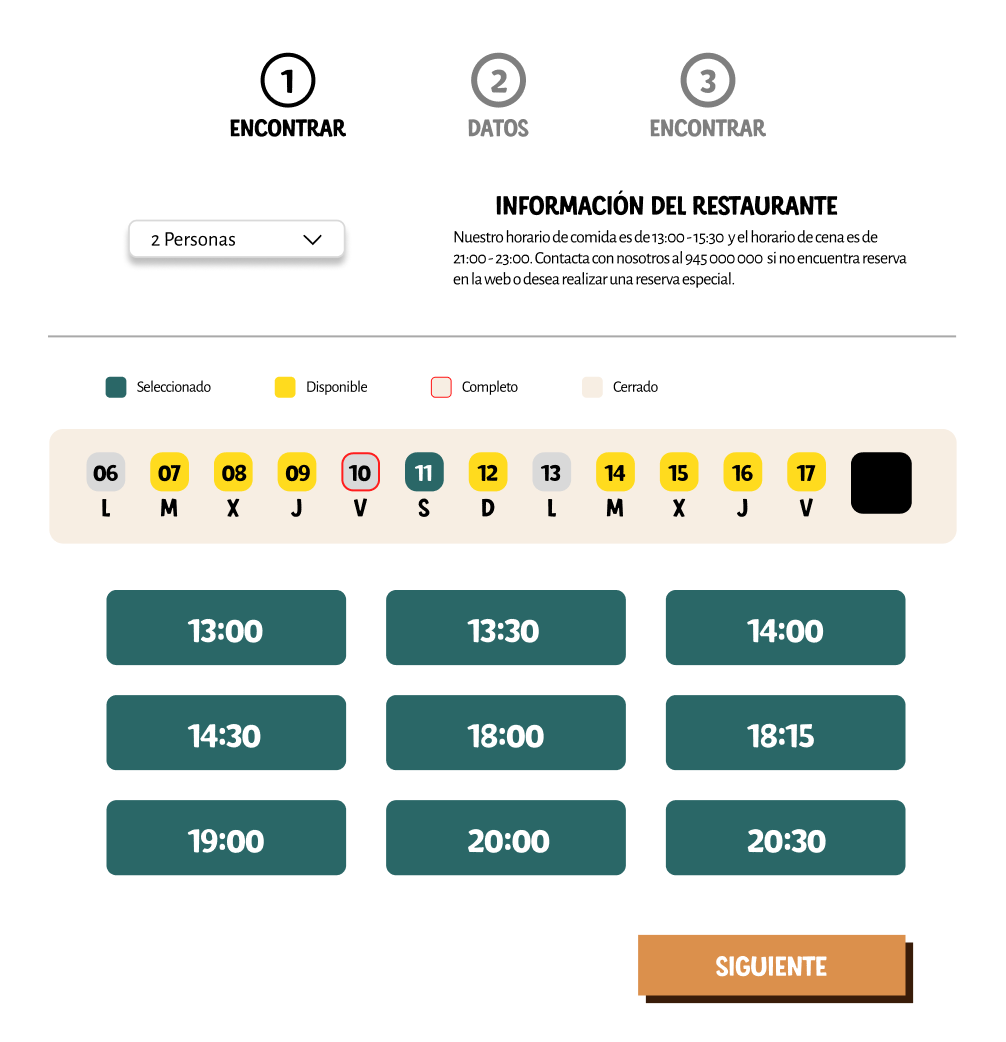 1 2 3
ENCONTRAR DATOS ENCONTRAR
2 Personas
INFORMACIÓN DEL RESTAURANTE
Nuestro horario de comida es de 13:00 - 15:30 y el horario de cena es de
21:00 - 23:00. Contacta con nosotros al 945 000 000 si no encuentra reserva
en la web o desea realizar una reserva especial.
Seleccionado Disponible Completo Cerrado
06 07 08 09 10 11 12 13 14 15 16 17
L M X J V S D L M X J V
13:00 13:30 14:00
14:30 18:00 18:15
19:00 20:00 20:30
SIGUIENTE